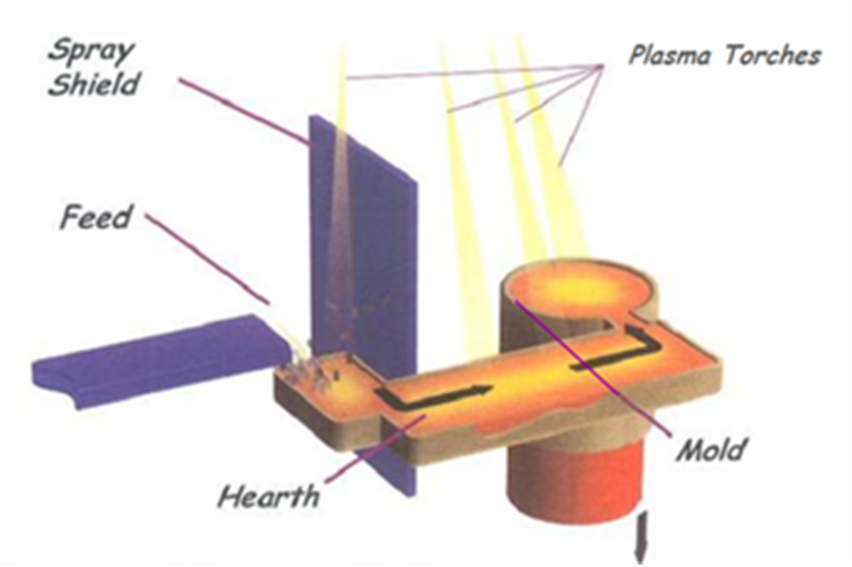 Spray
Shield
Plasma Torches
Feed
Mold
Hearth